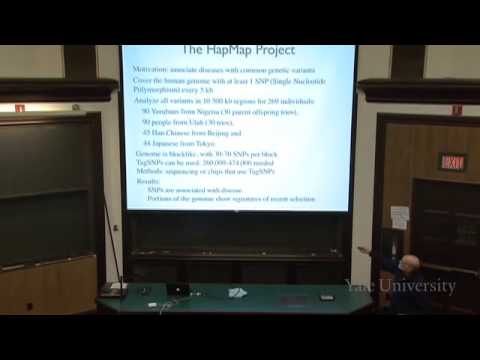 The HapMap Project
Motivation: associate diseases with common genetic variants
Cover the human genome with at least 1 SNP (Single Nucleotide
Polymorphism) every 5 kb
Analyze all variants in 10 500 kb regions for 269 individuals:
90 Yorubans from Nigeria (30 parent offspring trios),
90 people from Utah (30 trios),
45 Han Chinese from Beijing and
44 Japanese from Tokyo
Genome is blocklike, with 30-70 SNPs per block
TagSNPs can be used: 260,000-474,000 needed
Methods: sequencing or chips that use TagSNPs
Results:
SNPs are associated with disease
Portions of the genome show signatures of recent selection
EXIT
Yale University